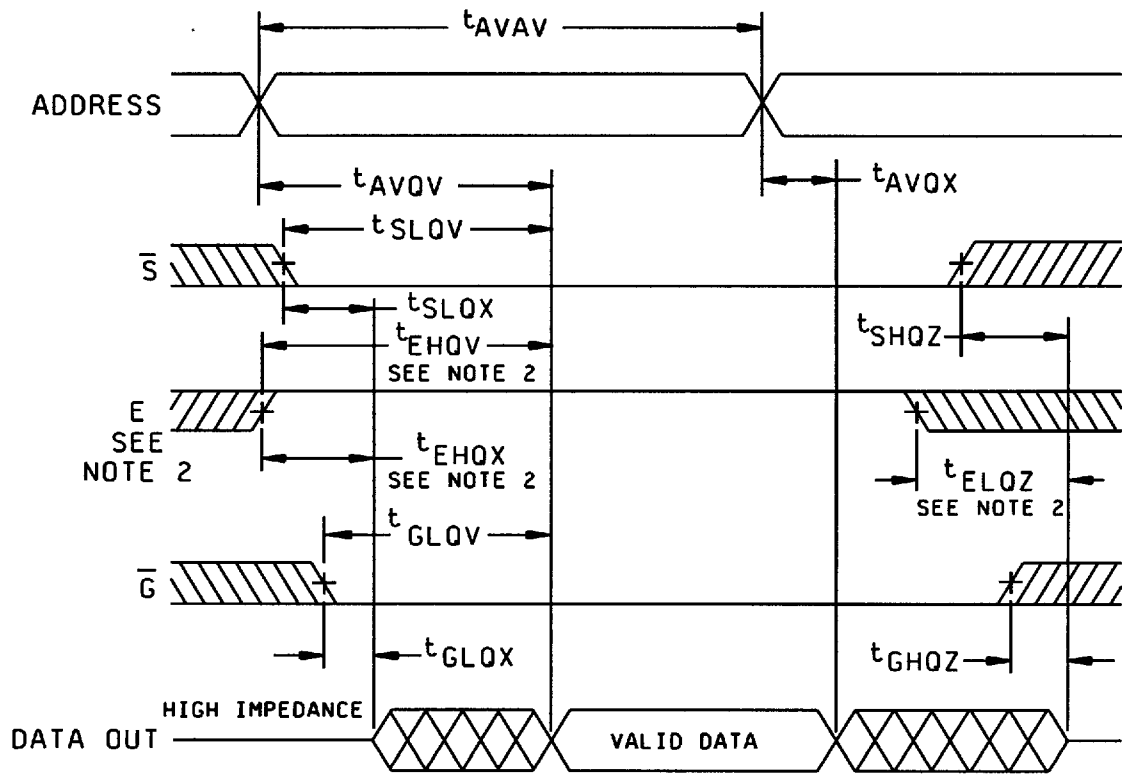 tAVAV
ADDRESS
tAVQV
tAVQX
tSLQV
S̅
tSLQX
tSHQZ
tEHQV
SEE NOTE 2
E
SEE
NOTE 2
tEHQX
SEE NOTE 2
tELQZ
SEE NOTE 2
tGLQV
G̅
tGLQX
tGHQZ
HIGH IMPEDANCE
DATA OUT
VALID DATA